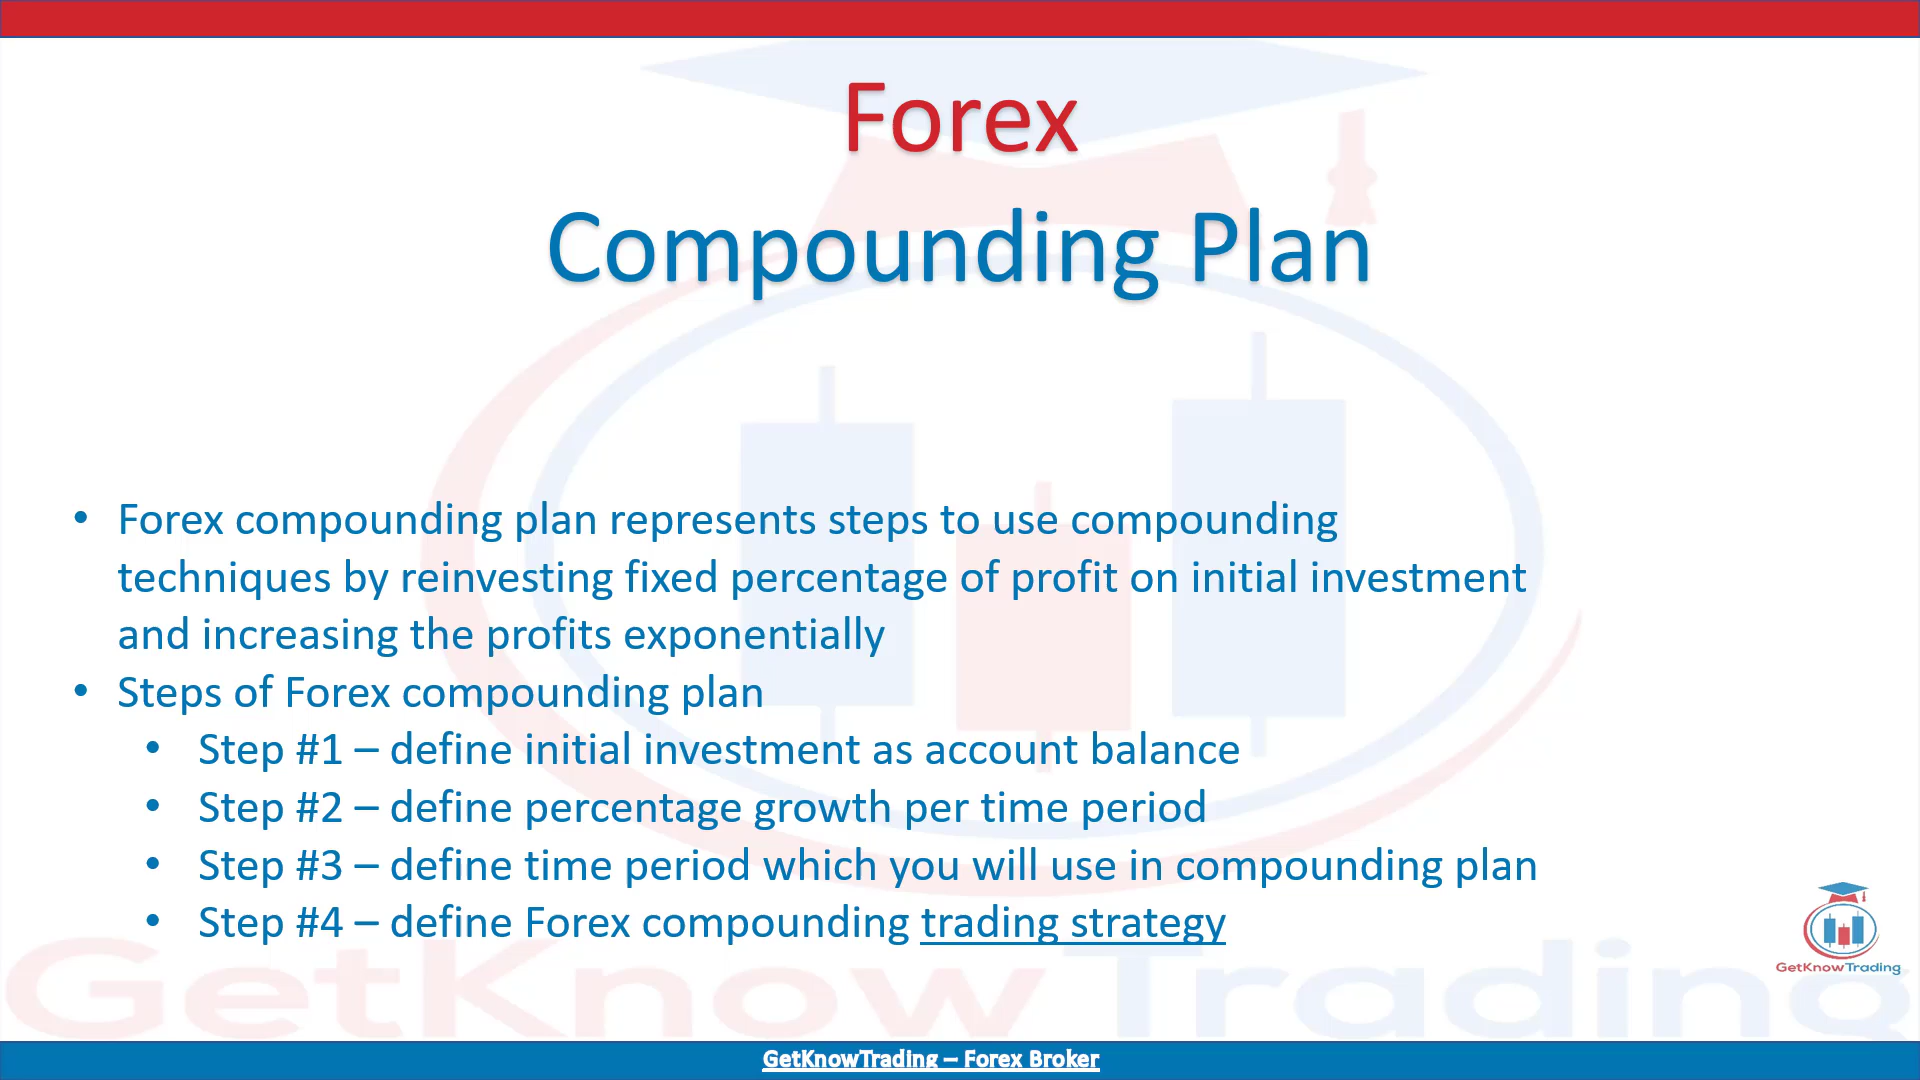 Forex
Compounding Plan
• Forex compounding plan represents steps to use compounding
techniques by reinvesting fixed percentage of profit on initial investment
and increasing the profits exponentially
• Steps of Forex compounding plan
• Step #1 – define initial investment as account balance
• Step #2 – define percentage growth per time period
• Step #3 – define time period which you will use in compounding plan
• Step #4 – define Forex compounding trading strategy
GetKnowTrading
GetKnow Trading
GetKnowTrading – Forex Broker